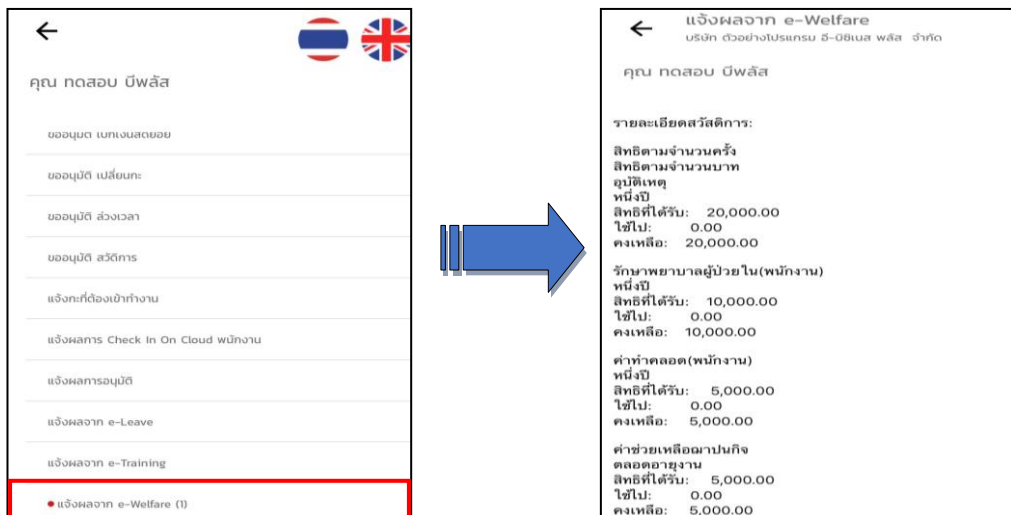 คุณ ทดสอบ บีพลัส
ขออนุมัติ เบิกเงินสดย่อย
ขออนุมัติ เปลี่ยนกะ
ขออนุมัติ ล่วงเวลา
ขออนุมัติ สวัดิการ
แจ้งกะที่ต้องเข้าทำงาน
แจ้งผลการ Check In On Cloud พนักงาน
แจ้งผลการอนุมัติ
แจ้งผลจาก e-Leave
แจ้งผลจาก e-Training
แจ้งผลจาก e-Welfare (1)
แจ้งผลจาก e-Welfare
บริษัท ตัวอย่างโปรแกรม อี-บิซิเนส พลัส จำกัด
คุณ ทดสอบ บีพลัส
รายละเอียดสวัสดิการ:
สิทธิตามจำนวนครั้ง
สิทธิตามจำนวนบาท
อุบัติเหตุ
หนึ่งปี
สิทธิที่ได้รับ: 20,000.00
ใช้ไป: 0.00
คงเหลือ: 20,000.00
รักษาพยาบาลผู้ป่วยใน(พนักงาน)
หนึ่งปี
สิทธิที่ได้รับ: 10,000.00
ใช้ไป: 0.00
คงเหลือ: 10,000.00
ค่าทำคลอด(พนักงาน)
หนึ่งปี
สิทธิที่ได้รับ: 5,000.00
ใช้ไป: 0.00
คงเหลือ: 5,000.00
ค่าช่วยเหลือฌาปนกิจ
ตลอดอายุงาน
สิทธิที่ได้รับ: 5,000.00
ใช้ไป: 0.00
คงเหลือ: 5,000.00